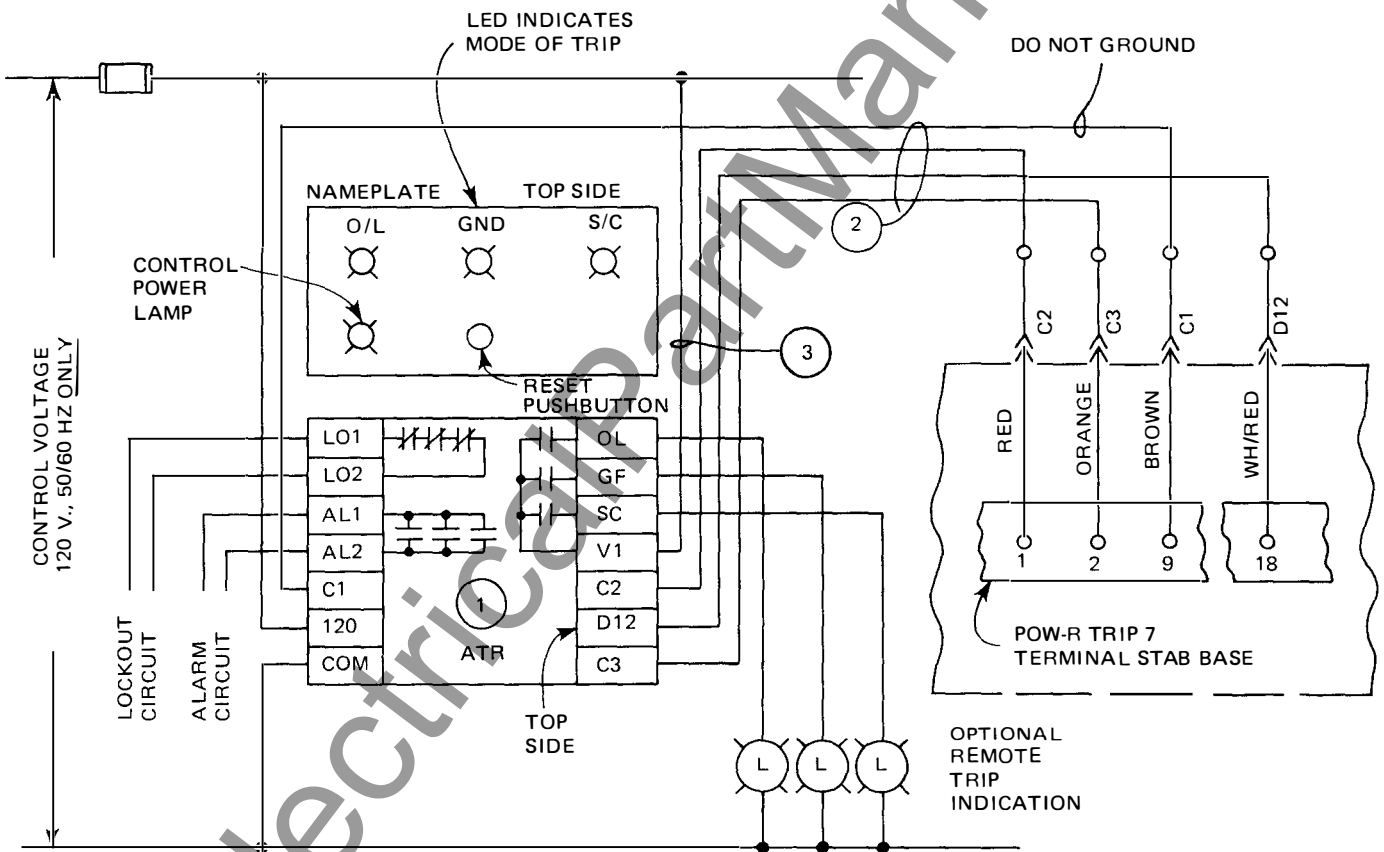 LED INDICATES
MODE OF TRIP
DO NOT GROUND
NAMEPLATE
TOP SIDE
O/L
GND
S/C
2
CONTROL
POWER
LAMP
3
CONTROL VOLTAGE
120 V., 50/60 HZ ONLY
RESET
PUSHBUTTON
C2
C3
C1
D12
RED
ORANGE
BROWN
WH/RED
LO1
LO2
AL1
AL2
C1
120
COM
OL
GF
SC
V1
C2
D12
C3
1
ATR
1
2
9
18
LOCKOUT
CIRCUIT
ALARM
CIRCUIT
POW-R TRIP 7
TERMINAL STAB BASE
TOP
SIDE
L
L
L
OPTIONAL
REMOTE
TRIP
INDICATION